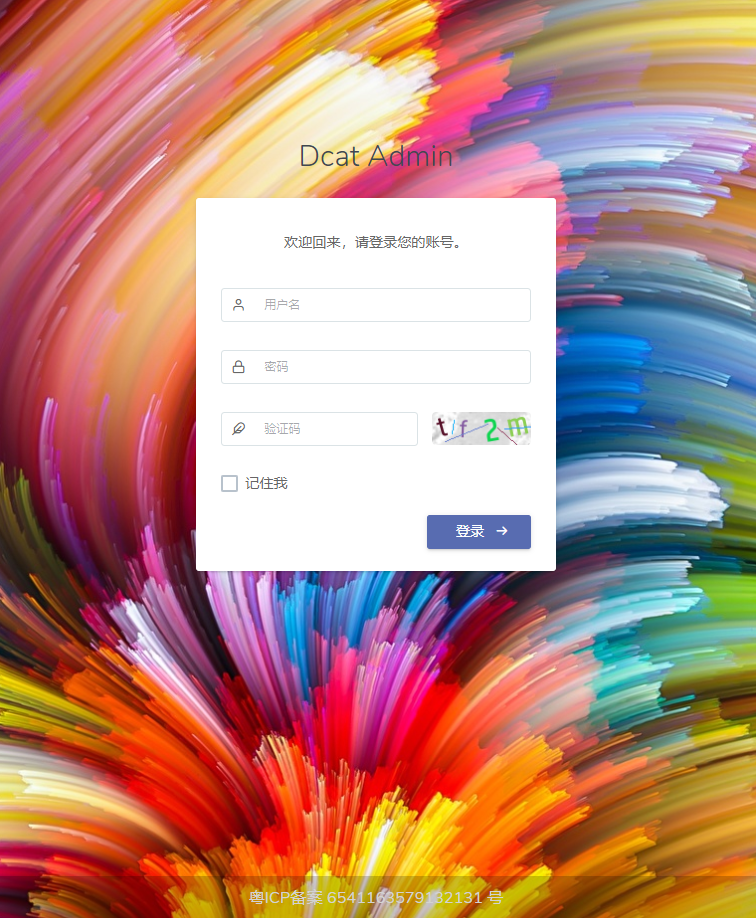 Dcat Admin
欢迎回来，请登录您的账号。
用户名
密码
验证码
tf2m
记住我
登录 →
粤ICP备案 6541163579132131 号